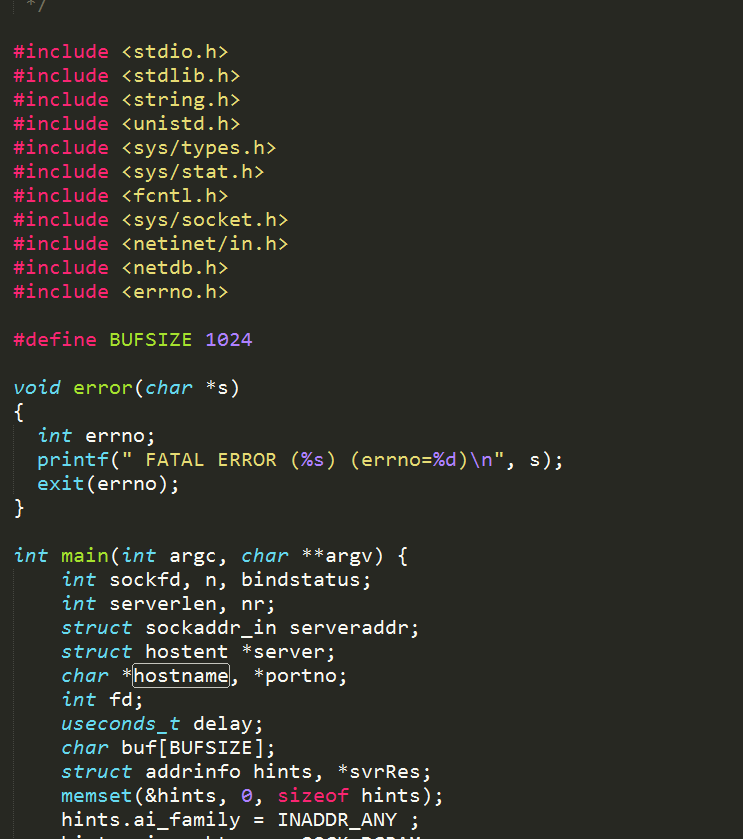 */
#include <stdio.h>
#include <stdlib.h>
#include <string.h>
#include <unistd.h>
#include <sys/types.h>
#include <sys/stat.h>
#include <fcntl.h>
#include <sys/socket.h>
#include <netinet/in.h>
#include <netdb.h>
#include <errno.h>
#define BUFSIZE 1024
void error(char *s)
{
int errno;
printf(" FATAL ERROR (%s) (errno=%d)\n", s);
exit(errno);
}
int main(int argc, char **argv) {
int sockfd, n, bindstatus;
int serverlen, nr;
struct sockaddr_in serveraddr;
struct hostent *server;
char *hostname, *portno;
int fd;
useconds_t delay;
char buf[BUFSIZE];
struct addrinfo hints, *svrRes;
memset(&hints, 0, sizeof hints);
hints.ai_family = INADDR_ANY ;